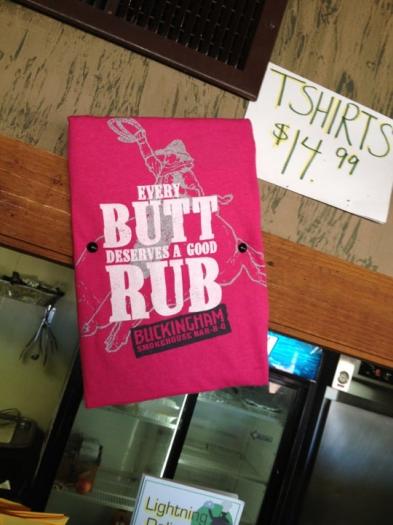 TSHIRTS
$14.99
EVERY
BUTT
DESERVES A GOOD
RUB
BUCKINGHAM
SMOKEHOUSE BAR-B-Q
Lightning